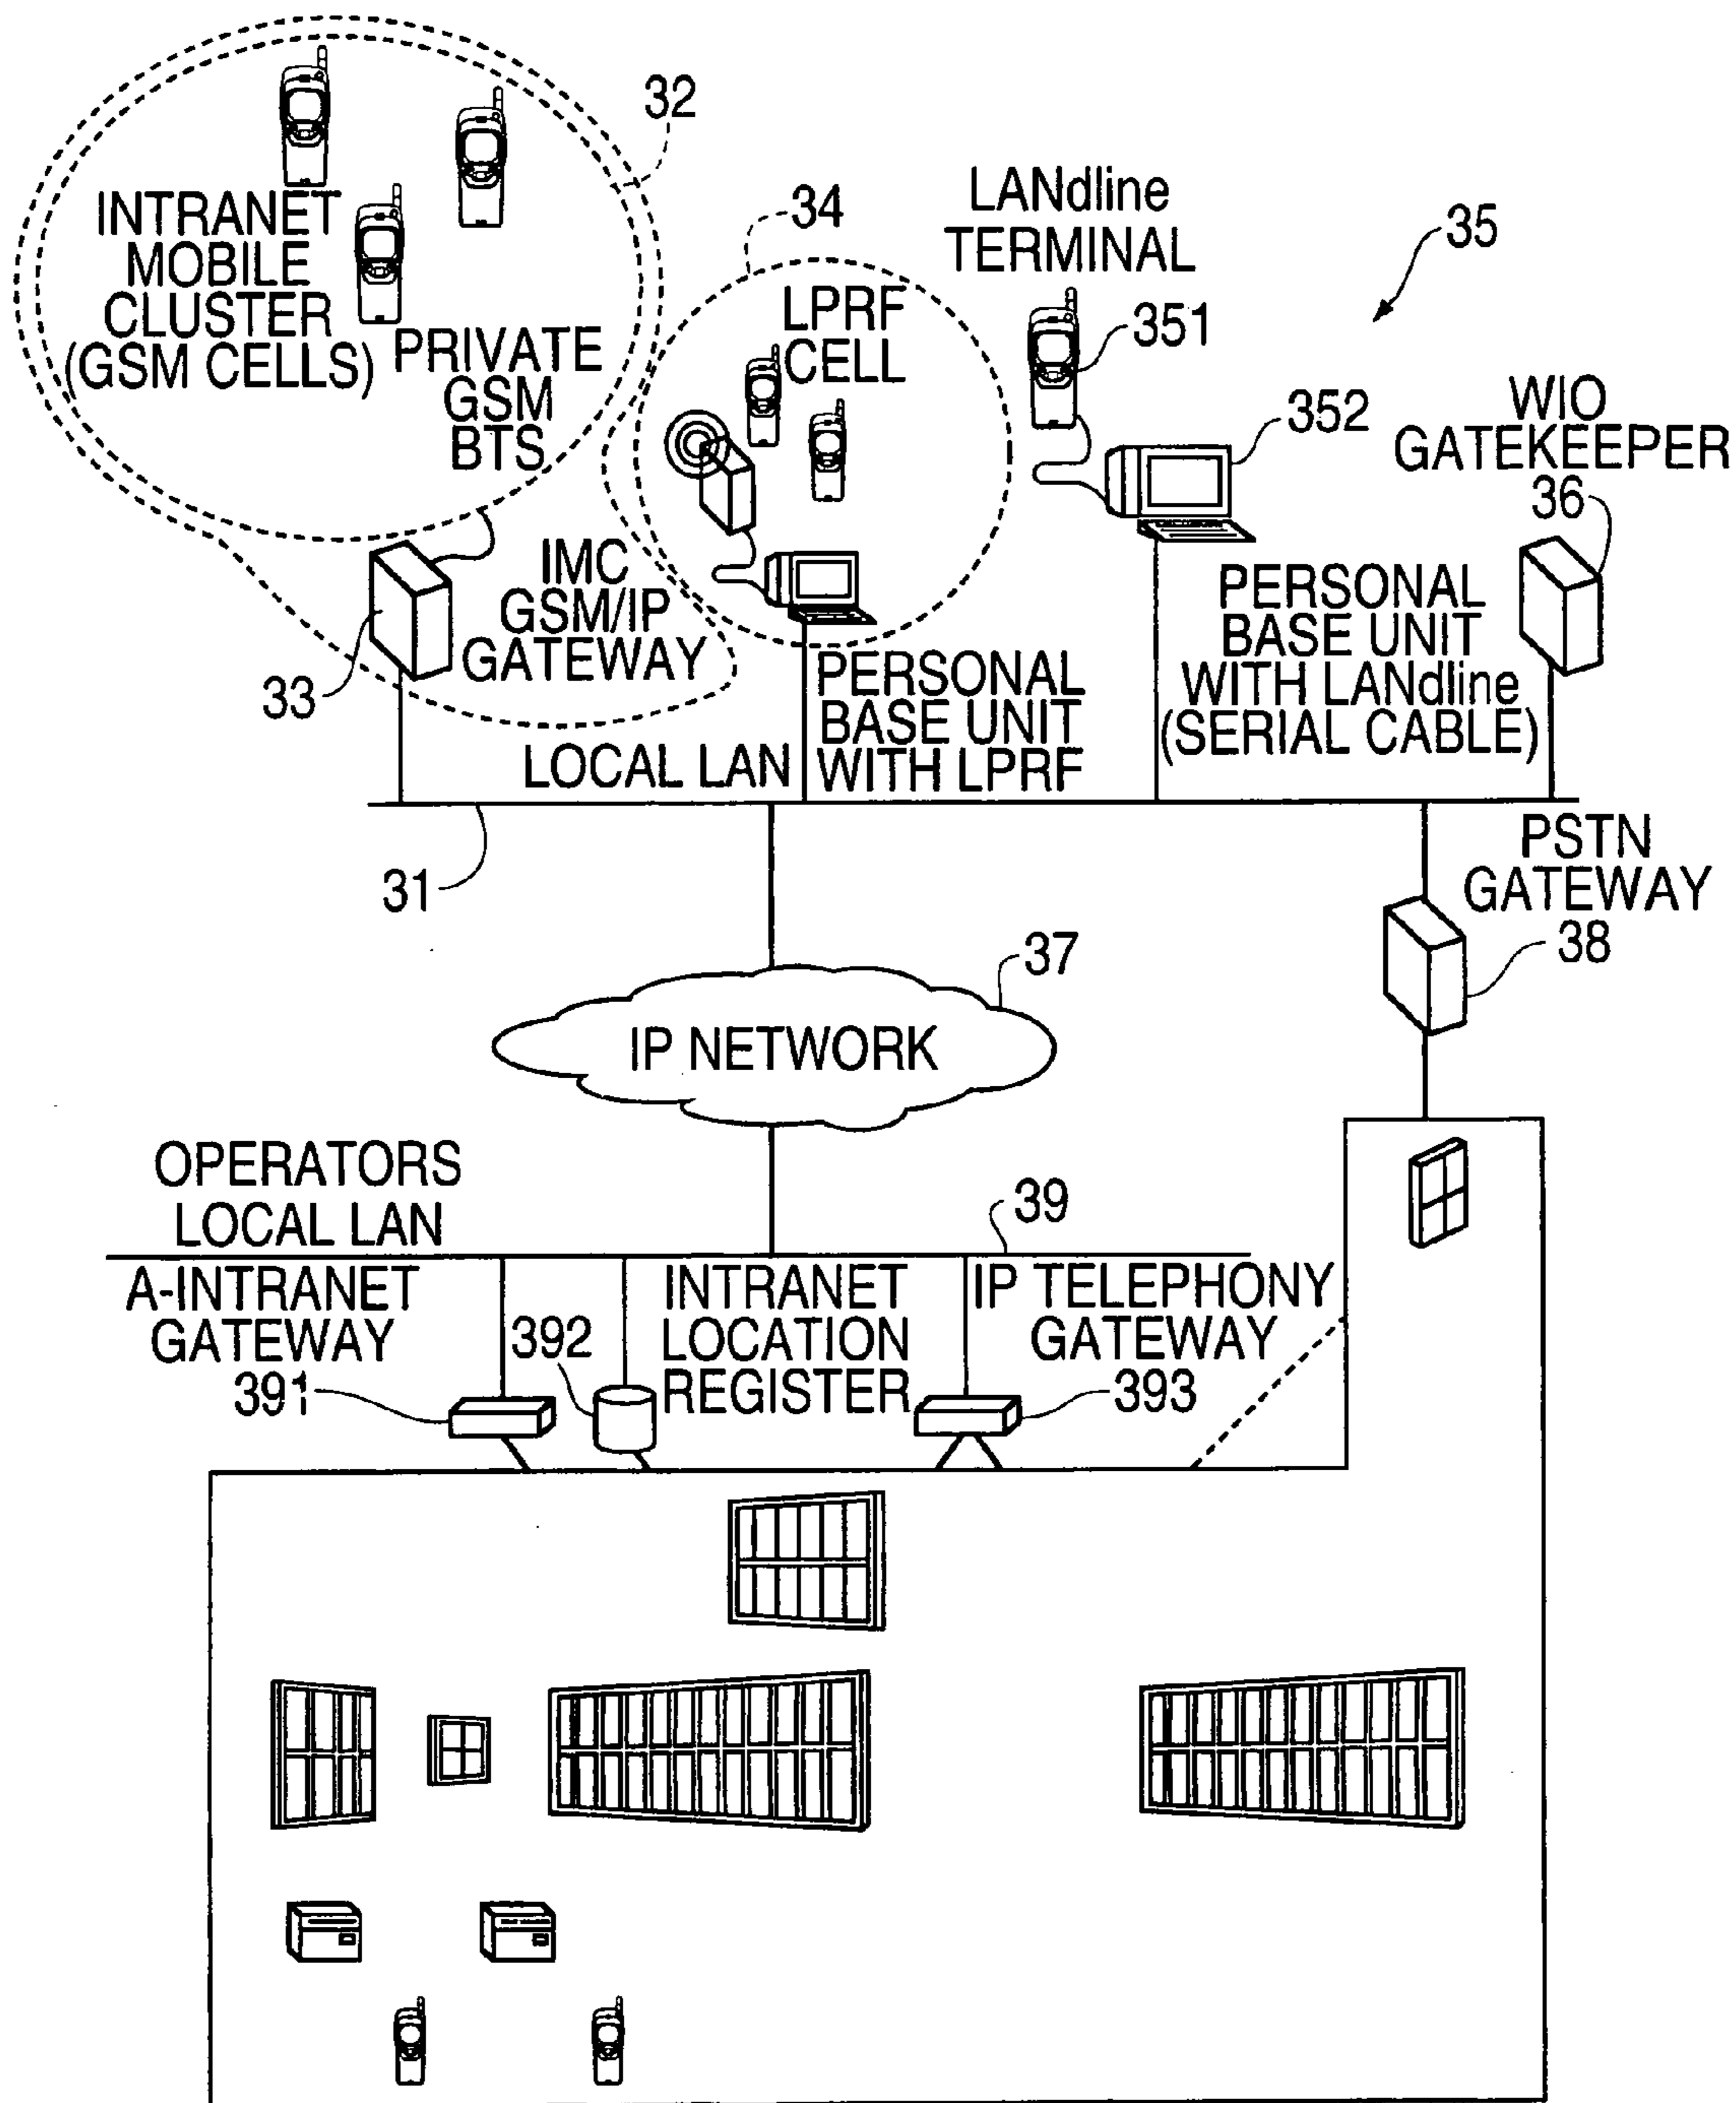 32
INTRANET
MOBILE
CLUSTER
(GSM CELLS)
PRIVATE
GSM
BTS
34
LPRF
CELL
LANdline
TERMINAL
351
35
352
WIO
GATEKEEPER
36
IMC
GSM/IP
GATEWAY
33
LOCAL LAN
PERSONAL
BASE UNIT
WITH LPRF
PERSONAL
BASE UNIT
WITH LANdline
(SERIAL CABLE)
31
PSTN
GATEWAY
38
37
IP NETWORK
OPERATORS
LOCAL LAN
39
A-INTRANET
GATEWAY
391
392
INTRANET
LOCATION
REGISTER
IP TELEPHONY
GATEWAY
393